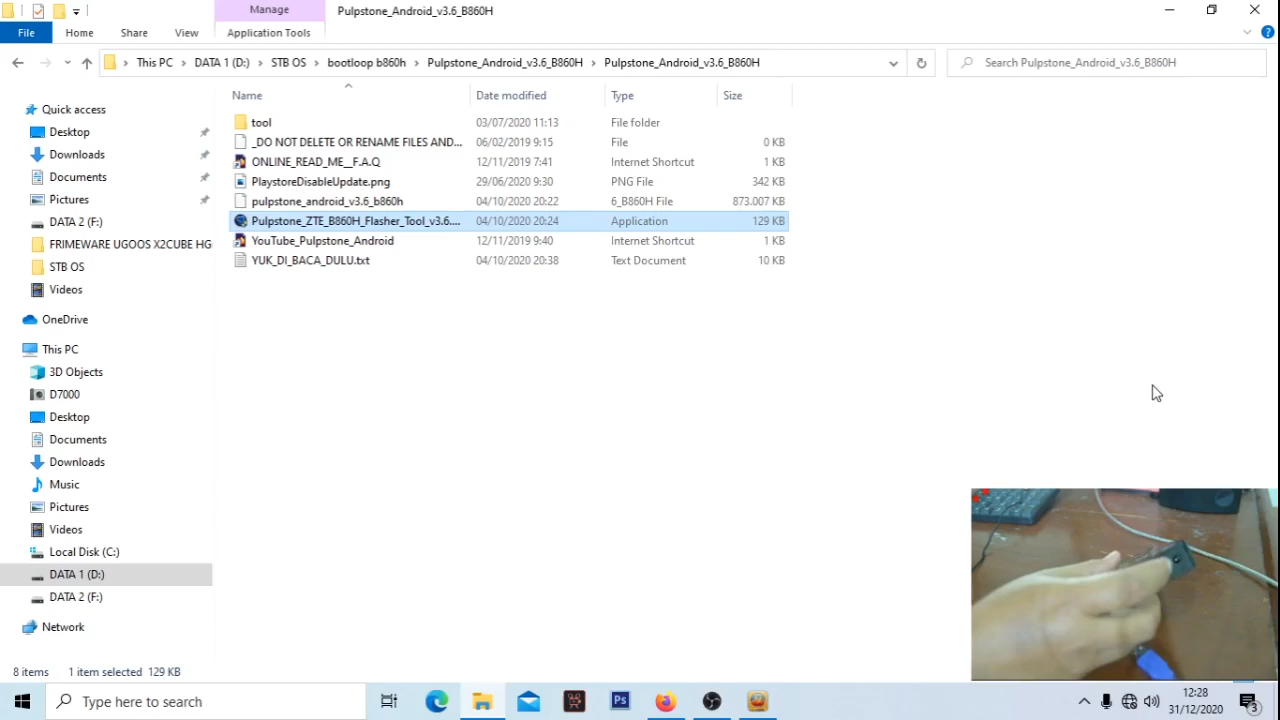 Manage
Pulpstone_Android_v3.6_B860H
File
Home
Share
View
Application Tools
This PC
DATA 1 (D:)
STB OS
bootloop b860h
Pulpstone_Android_v3.6_B860H
Pulpstone_Android_v3.6_B860H
Search Pulpstone_Android_v3.6_B860H
Name Date modified Type Size
tool 03/07/2020 11:13 File folder
_DO NOT DELETE OR RENAME FILES AND... 06/02/2019 9:15 File 0 KB
ONLINE_READ_ME__F.A.Q 12/11/2019 7:41 Internet Shortcut 1 KB
PlaystoreDisableUpdate.png 29/06/2020 9:30 PNG File 342 KB
pulpstone_android_v3.6_b860h 04/10/2020 20:22 6_B860H File 873.007 KB
Pulpstone_ZTE_B860H_Flasher_Tool_v3.6.... 04/10/2020 20:24 Application 129 KB
YouTube_Pulpstone_Android 12/11/2019 9:40 Internet Shortcut 1 KB
YUK_DI_BACA_DULU.txt 04/10/2020 20:38 Text Document 10 KB
Quick access
Desktop
Downloads
Documents
Pictures
DATA 2 (F:)
FRIMEWARE UGOOS X2CUBE HG
STB OS
Videos
OneDrive
This PC
3D Objects
D7000
Desktop
Documents
Downloads
Music
Pictures
Videos
Local Disk (C:)
DATA 1 (D:)
DATA 2 (F:)
Network
8 items 1 item selected 129 KB
Type here to search
Ps
12:28
31/12/2020
3